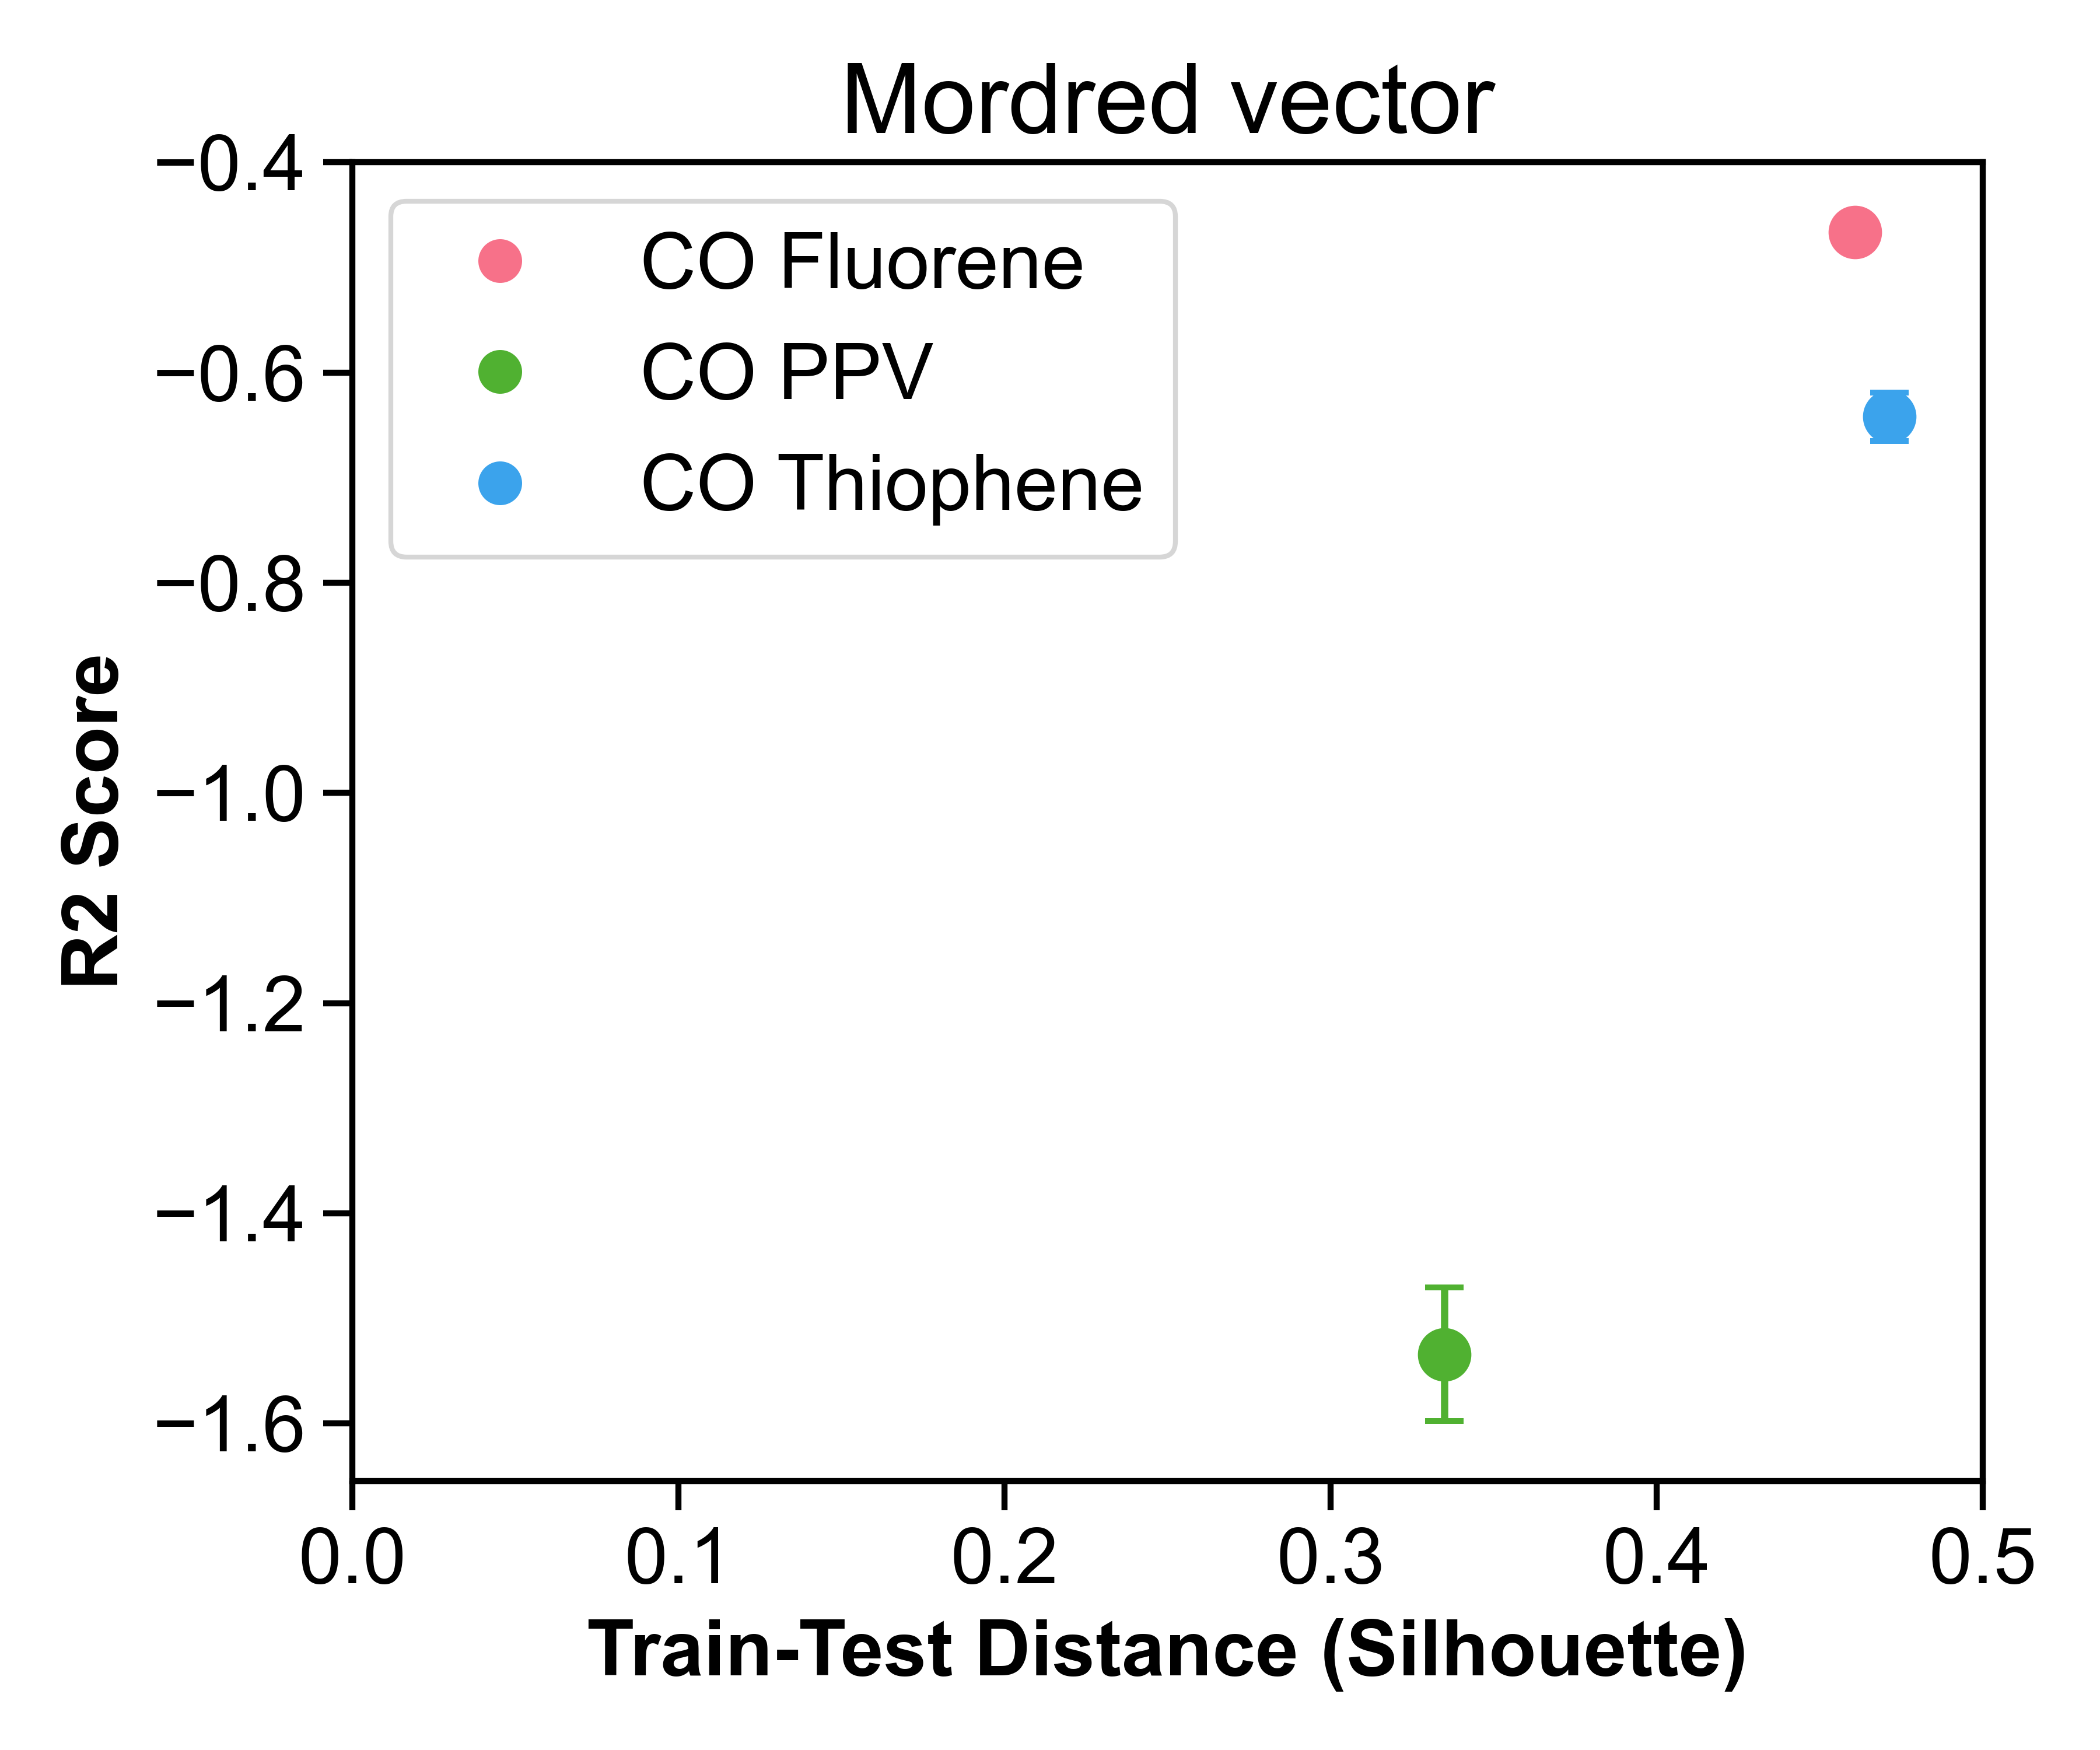 Mordred vector
−0.4
−0.6
−0.8
−1.0
−1.2
−1.4
−1.6
R2 Score
CO Fluorene
CO PPV
CO Thiophene
0.0 0.1 0.2 0.3 0.4 0.5
Train-Test Distance (Silhouette)